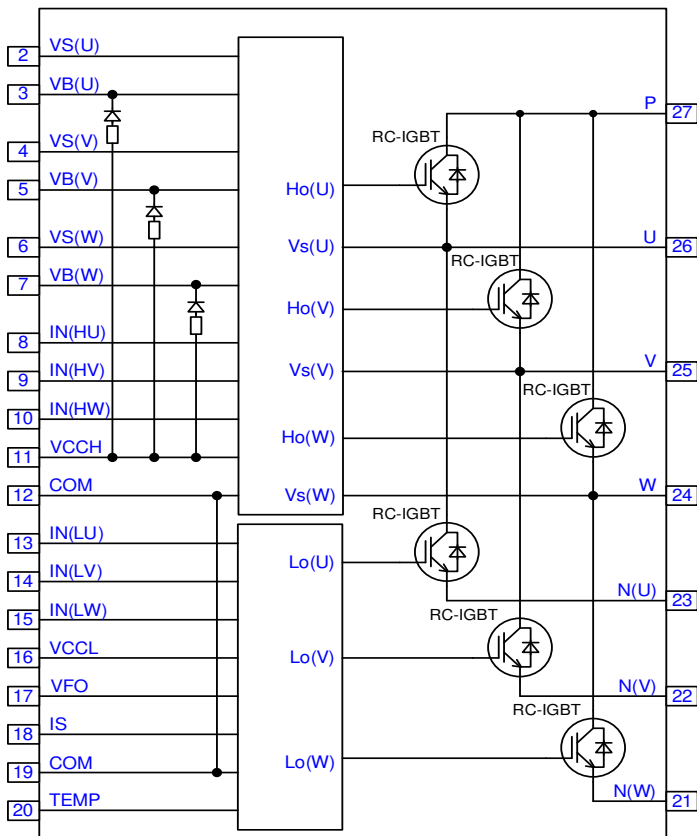 2 VS(U)
3 VB(U)
4 VS(V)
5 VB(V)
6 VS(W)
7 VB(W)
8 IN(HU)
9 IN(HV)
10 IN(HW)
11 VCCH
12 COM
13 IN(LU)
14 IN(LV)
15 IN(LW)
16 VCCL
17 VFO
18 IS
19 COM
20 TEMP
Ho(U)
Vs(U)
Ho(V)
Vs(V)
Ho(W)
Vs(W)
Lo(U)
Lo(V)
Lo(W)
RC-IGBT
RC-IGBT
RC-IGBT
RC-IGBT
RC-IGBT
RC-IGBT
P 27
U 26
V 25
W 24
N(U) 23
N(V) 22
N(W) 21